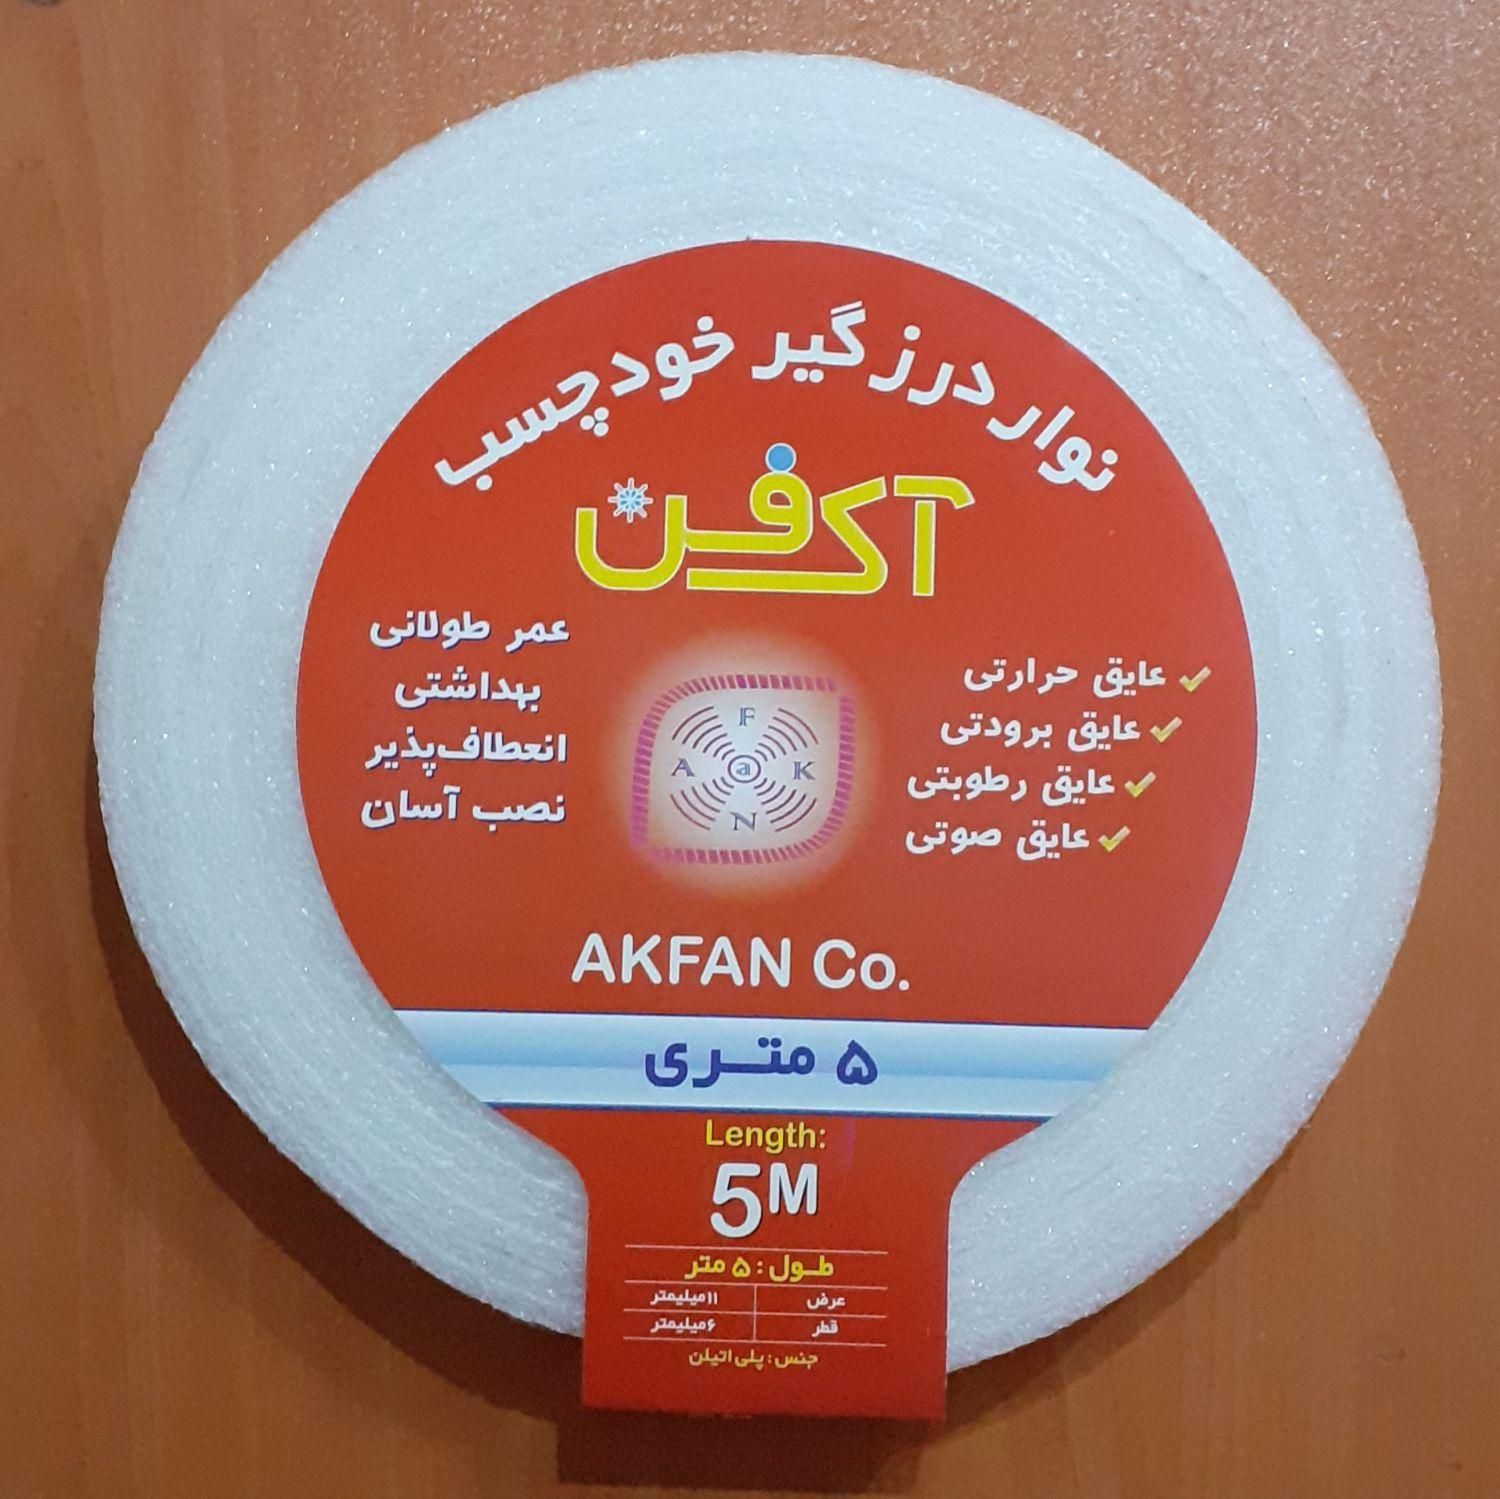 نوار درزگیر خودچسب
آکفن
عایق حرارتی
عایق برودتی
عایق رطوبتی
عایق صوتی
عمر طولانی
بهداشتی
انعطاف‌پذیر
نصب آسان
F
A a K
N
AKFAN Co.
۵ متری
Length:
5M
طول : ۵ متر
عرض ۱۱میلیمتر
قطر ۶میلیمتر
جنس : پلی اتیلن